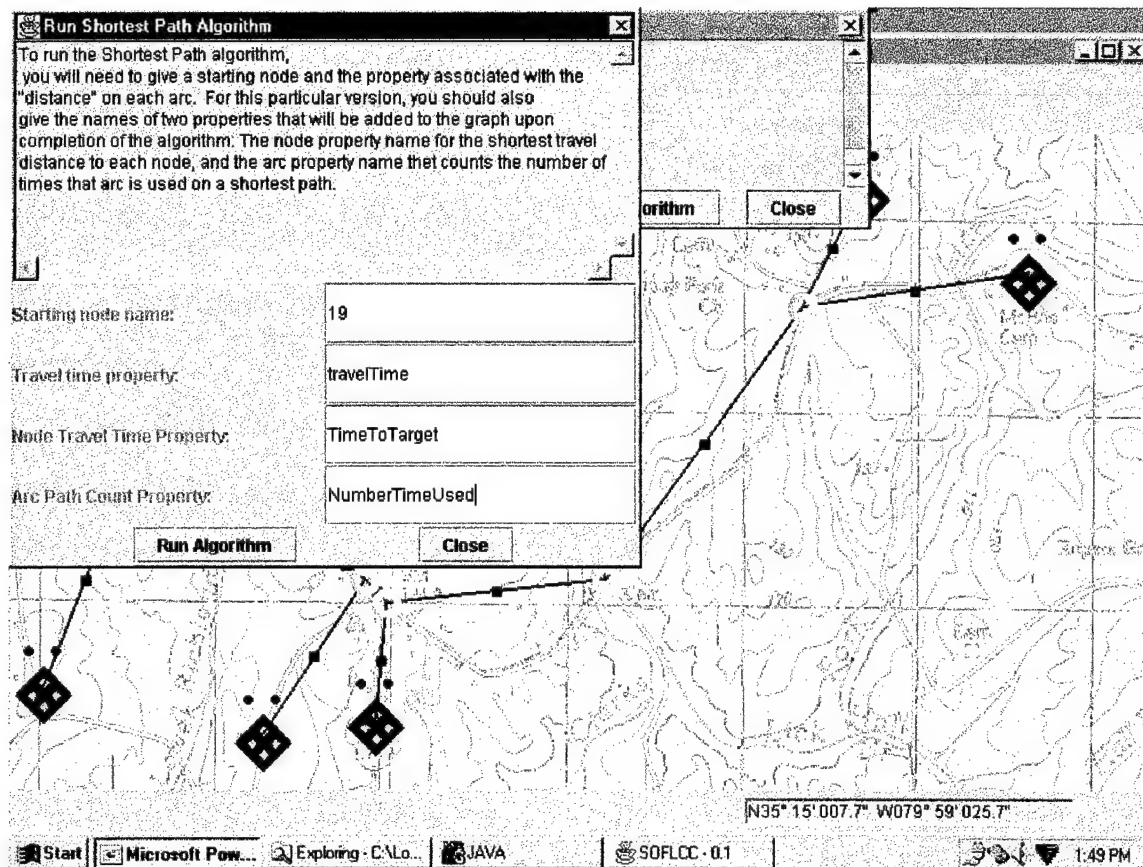 Run Shortest Path Algorithm
To run the Shortest Path algorithm,
you will need to give a starting node and the property associated with the
"distance" on each arc. For this particular version, you should also
give the names of two properties that will be added to the graph upon
completion of the algorithm: The node property name for the shortest travel
distance to each node, and the arc property name thet counts the number of
times that arc is used on a shortest path.
orithm Close
Starting node name: 19
Travel time property: travelTime
Node Travel Time Property: TimeToTarget
Arc Path Count Property: NumberTimeUsed
Run Algorithm Close
Cem
Cem
N35° 15' 007.7" W079° 59' 025.7"
Start Microsoft Pow... Exploring - C:\Lo... JAVA SOFLCC - 0.1 1:49 PM